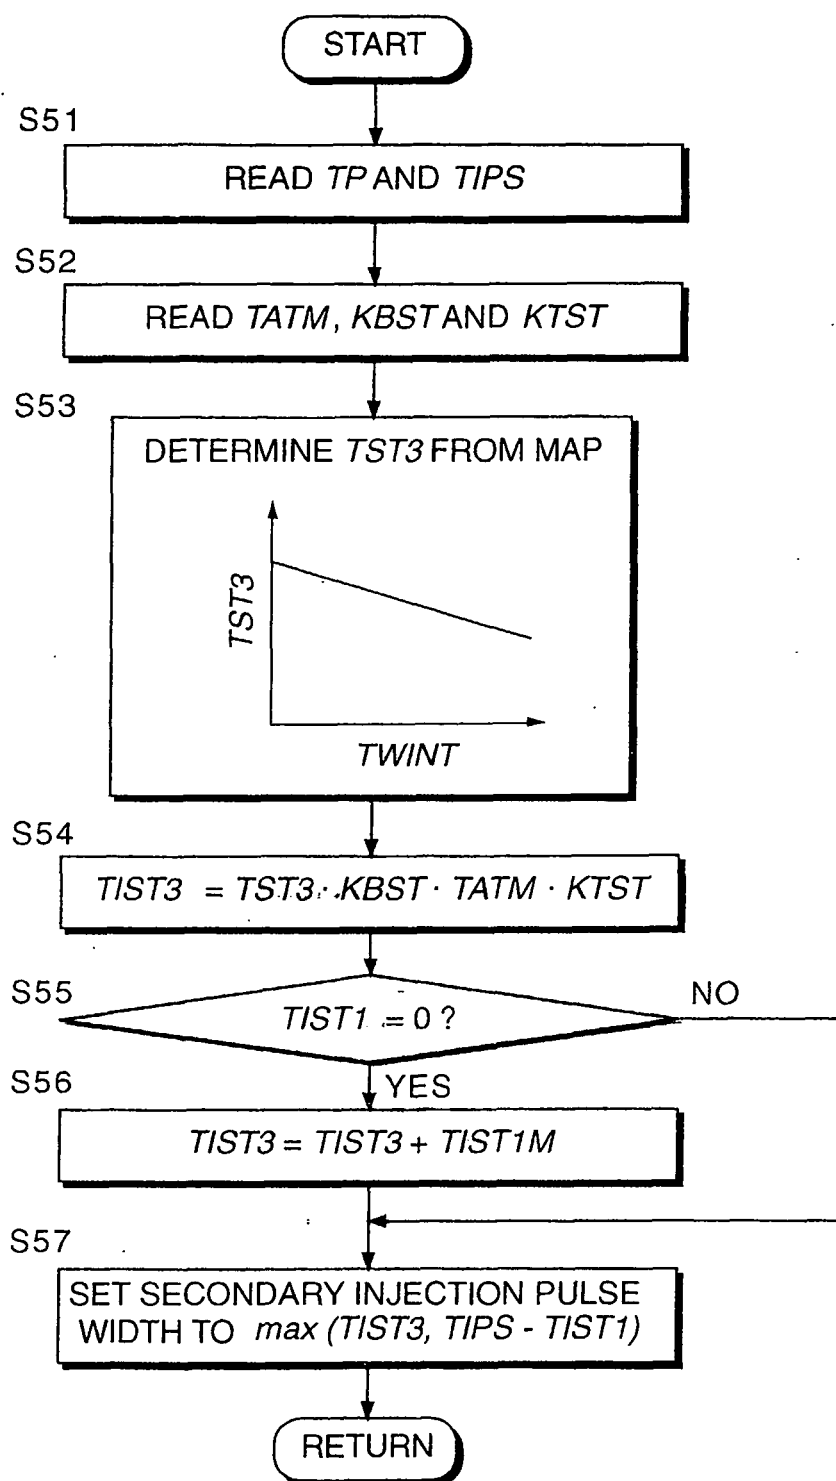 START
S51
READ TP AND TIPS
S52
READ TATM, KBST AND KTST
S53
DETERMINE TST3 FROM MAP
TST3
TWINT
S54
TIST3 = TST3 · KBST · TATM · KTST
S55
TIST1 = 0 ?
NO
YES
S56
TIST3 = TIST3 + TIST1M
S57
SET SECONDARY INJECTION PULSE
WIDTH TO max (TIST3, TIPS - TIST1)
RETURN